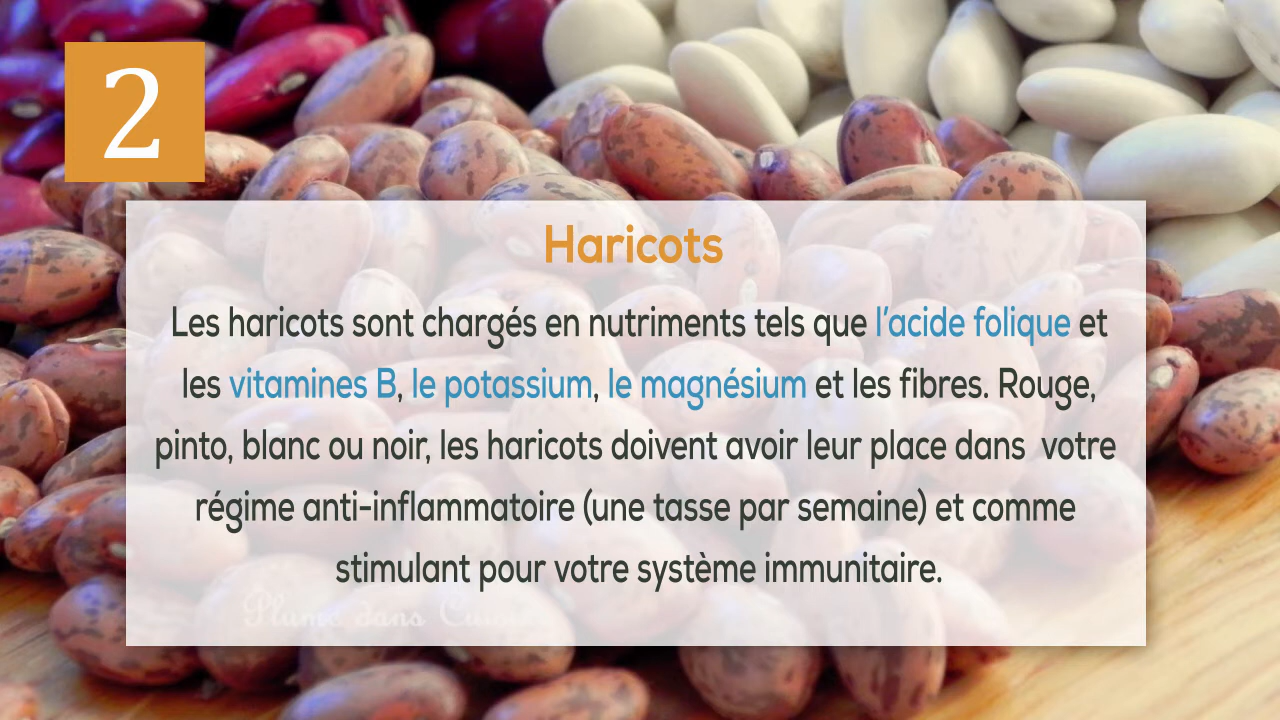 2
Haricots
Les haricots sont chargés en nutriments tels que l'acide folique et
les vitamines B, le potassium, le magnésium et les fibres. Rouge,
pinto, blanc ou noir, les haricots doivent avoir leur place dans votre
régime anti-inflammatoire (une tasse par semaine) et comme
stimulant pour votre système immunitaire.
Plume dans